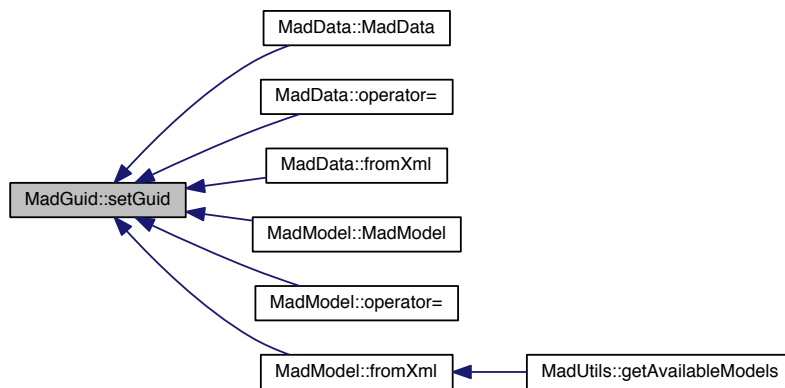 MadData::MadData
MadData::operator=
MadData::fromXml
MadGuid::setGuid
MadModel::MadModel
MadModel::operator=
MadModel::fromXml
MadUtils::getAvailableModels